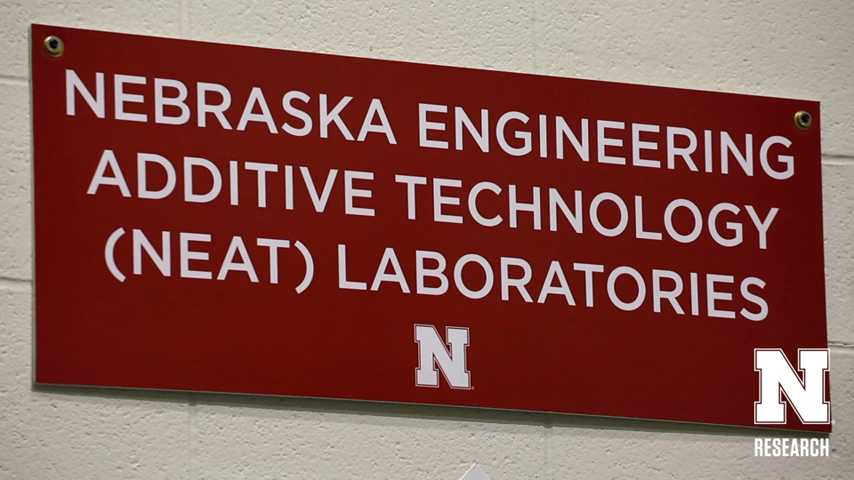 NEBRASKA ENGINEERING
ADDITIVE TECHNOLOGY
(NEAT) LABORATORIES
N
N
RESEARCH